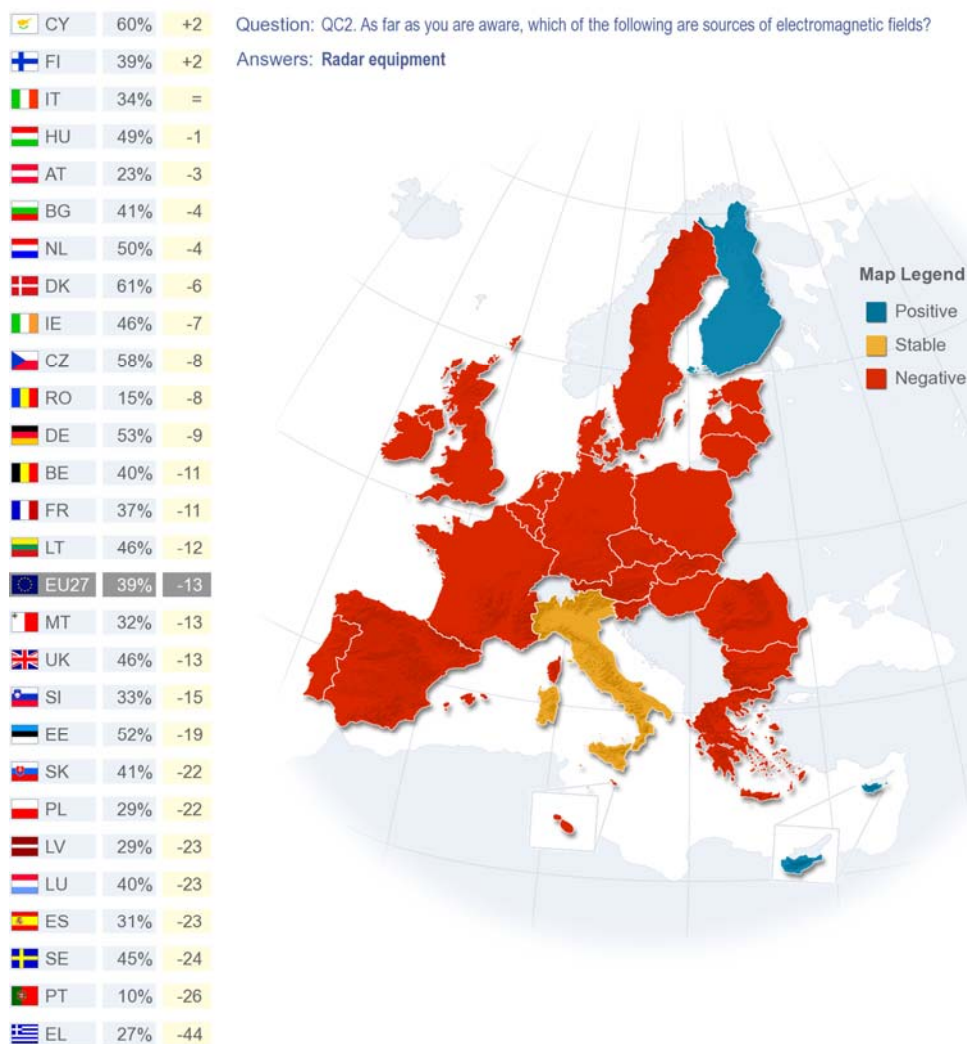 Question: QC2. As far as you are aware, which of the following are sources of electromagnetic fields?
Answers: Radar equipment
CY 60% +2
FI 39% +2
IT 34% =
HU 49% -1
AT 23% -3
BG 41% -4
NL 50% -4
DK 61% -6
IE 46% -7
CZ 58% -8
RO 15% -8
DE 53% -9
BE 40% -11
FR 37% -11
LT 46% -12
EU27 39% -13
MT 32% -13
UK 46% -13
SI 33% -15
EE 52% -19
SK 41% -22
PL 29% -22
LV 29% -23
LU 40% -23
ES 31% -23
SE 45% -24
PT 10% -26
EL 27% -44
Map Legend
Positive
Stable
Negative